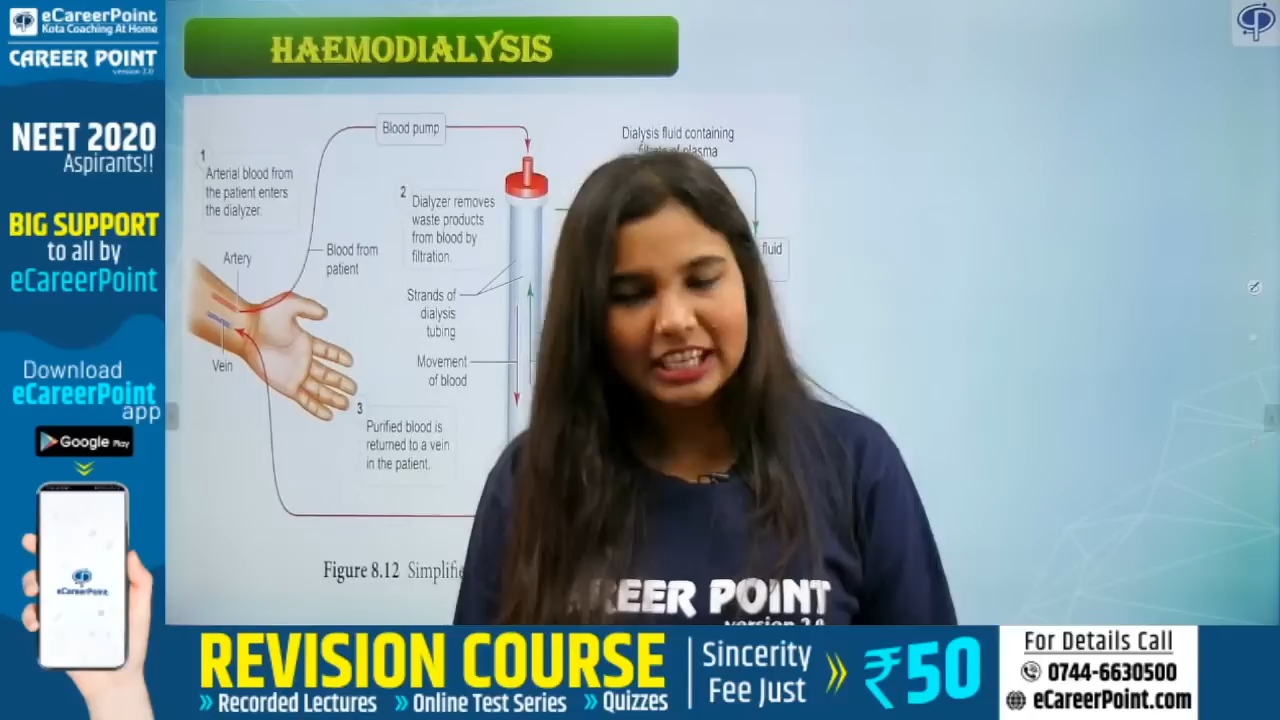 eCareerPoint
Kota Coaching At Home
CAREER POINT
version 2.0
NEET 2020
Aspirants!!
BIG SUPPORT
to all by
eCareerPoint
Download
eCareerPoint
app
Google Play
eCareerPoint
HAEMODIALYSIS
Blood pump
Dialysis fluid containing
filtrate of plasma
1
Arterial blood from
the patient enters
the dialyzer.
2
Dialyzer removes
waste products
from blood by
filtration.
fluid
Artery
Blood from
patient
Strands of
dialysis
tubing
Vein
Movement
of blood
3
Purified blood is
returned to a vein
in the patient.
Figure 8.12 Simplifie
REER POINT
version 2.0
REVISION COURSE
» Recorded Lectures » Online Test Series » Quizzes
Sincerity
Fee Just
» ₹50
For Details Call
0744-6630500
eCareerPoint.com